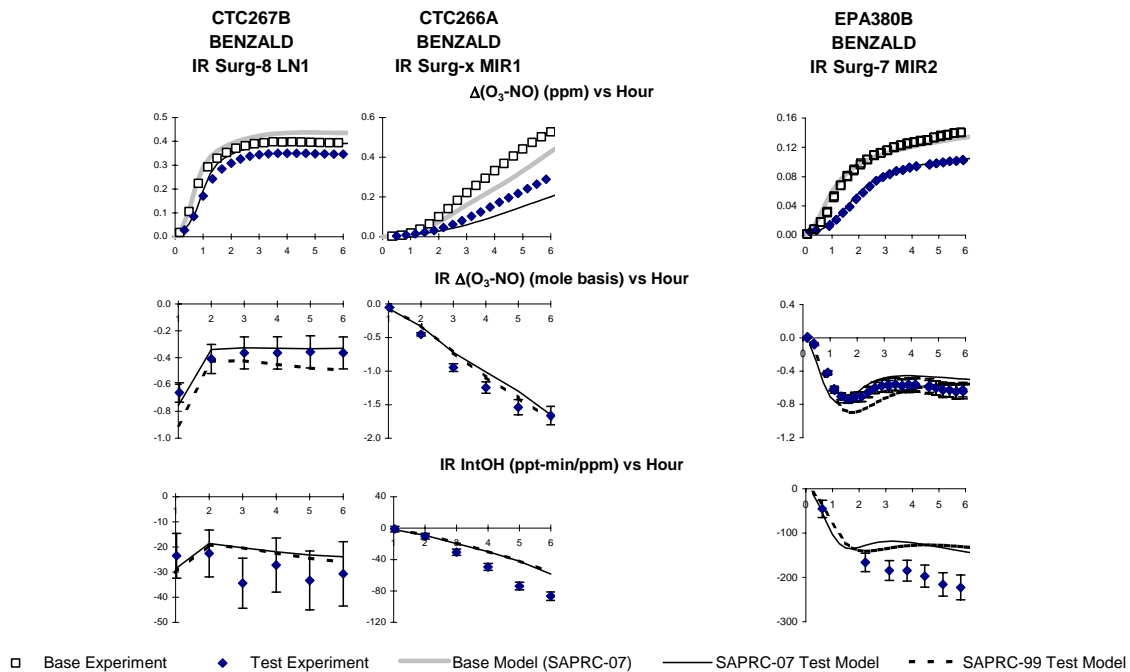 CTC267B CTC266A EPA380B
BENZALD BENZALD BENZALD
IR Surg-8 LN1 IR Surg-x MIR1 IR Surg-7 MIR2
Δ(O3-NO) (ppm) vs Hour
0.5 0.6 0.16
0.4 0.12
0.3 0.4
0.2 0.2 0.08
0.1 0.04
0.0 0.0 0.00
0 1 2 3 4 5 6 0 1 2 3 4 5 6 0 1 2 3 4 5 6
IR Δ(O3-NO) (mole basis) vs Hour
0.0 0.0 0.4
1 2 3 4 5 6 1 2 3 4 5 6
-0.2 -0.5 0.0
0 1 2 3 4 5 6
-0.4 -1.0 -0.4
-0.6
-0.8 -1.5 -0.8
-1.0 -2.0 -1.2
IR IntOH (ppt-min/ppm) vs Hour
0 40 0
1 2 3 4 5 6 0 1 2 3 4 5 6
-10 0
1 2 3 4 5 6
-20 -100
-30 -40 -200
-40 -80
-50 -120 -300
Base Experiment Test Experiment Base Model (SAPRC-07) SAPRC-07 Test Model SAPRC-99 Test Model